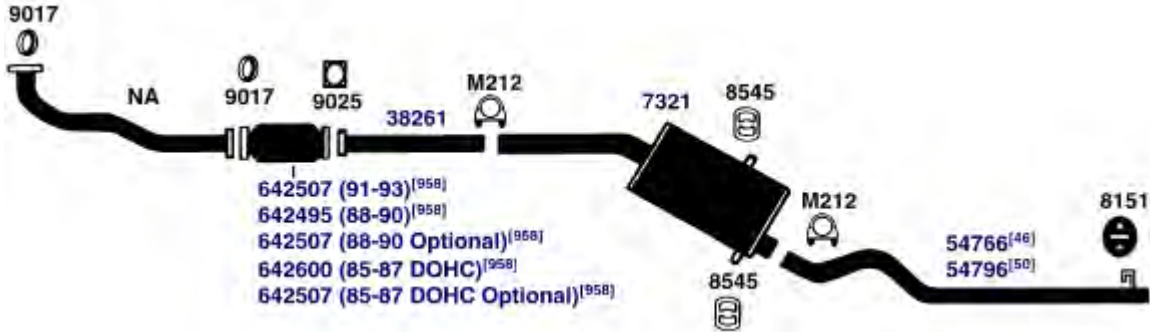 9017
NA
9017
9025
38261
M212
7321
8545
642507 (91-93)[958]
642495 (88-90)[958]
642507 (88-90 Optional)[958]
642600 (85-87 DOHC)[958]
642507 (85-87 DOHC Optional)[958]
8545
M212
54766[46]
54796[50]
8151